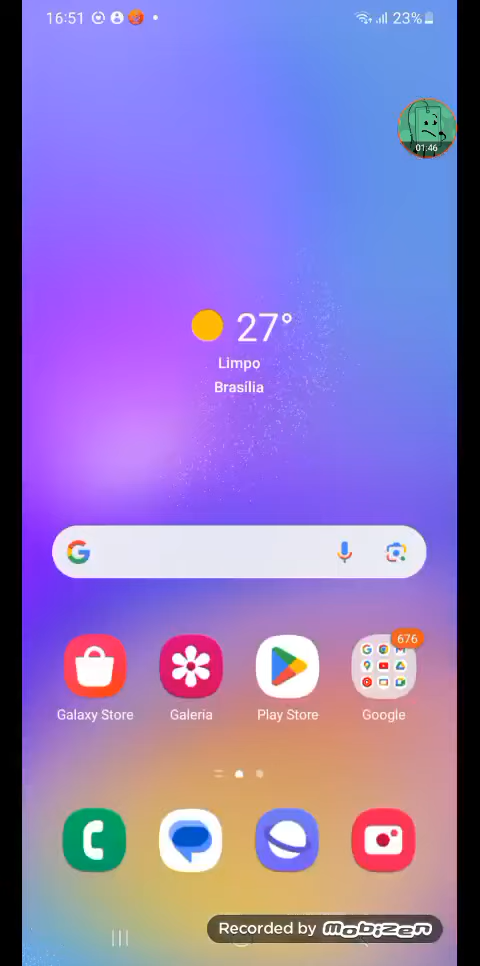 16:51
23%
01:46
27°
Limpo
Brasília
Galaxy Store
Galeria
Play Store
676
Google
Recorded by mobizen